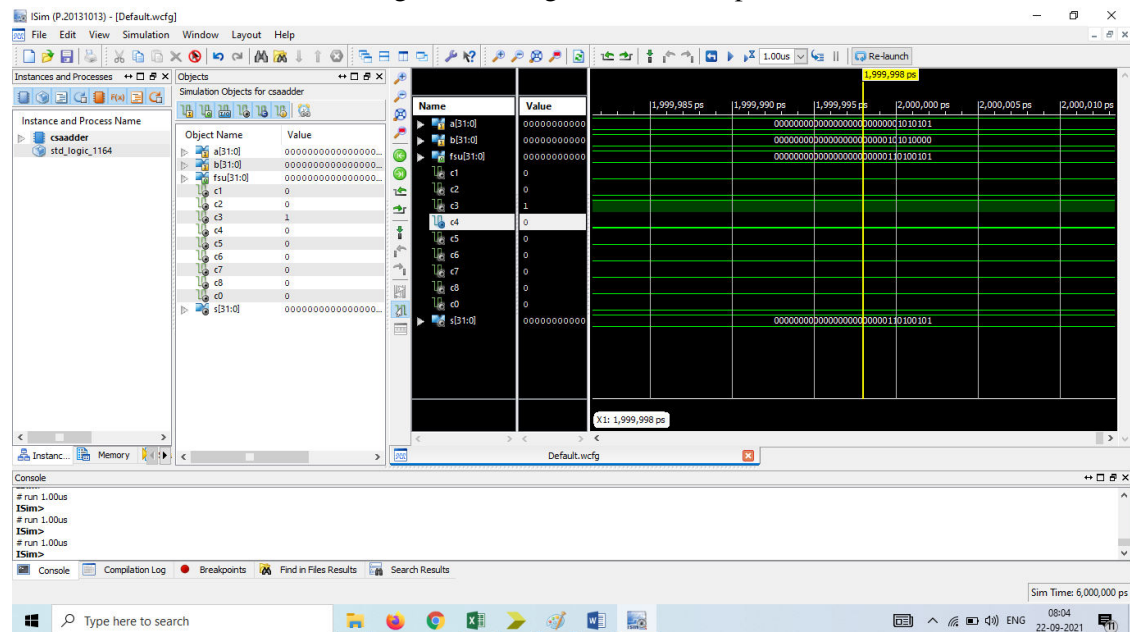 ISim (P.20131013) - [Default.wcfg]
File Edit View Simulation Window Layout Help
1.00us Re-launch
Instances and Processes
Instance and Process Name
csaadder
std_logic_1164
Objects
Simulation Objects for csaadder
Object Name Value
a[31:0] 0000000000000000...
b[31:0] 0000000000000000...
fsu[31:0] 0000000000000000...
c1 0
c2 0
c3 1
c4 0
c5 0
c6 0
c7 0
c8 0
c0 0
s[31:0] 0000000000000000...
Name Value
a[31:0] 00000000000
b[31:0] 00000000000
fsu[31:0] 00000000000
c1 0
c2 0
c3 1
c4 0
c5 0
c6 0
c7 0
c8 0
c0 0
s[31:0] 00000000000
1,999,998 ps
1,999,985 ps 1,999,990 ps 1,999,995 ps 2,000,000 ps 2,000,005 ps 2,000,010 ps
00000000000000000000000001010101
00000000000000000000000101010000
00000000000000000000000110100101
00000000000000000000000110100101
X1: 1,999,998 ps
Instanc... Memory
Default.wcfg
Console
# run 1.00us
ISim>
# run 1.00us
ISim>
# run 1.00us
ISim>
Console Compilation Log Breakpoints Find in Files Results Search Results
Sim Time: 6,000,000 ps
Type here to search
ENG
08:04
22-09-2021